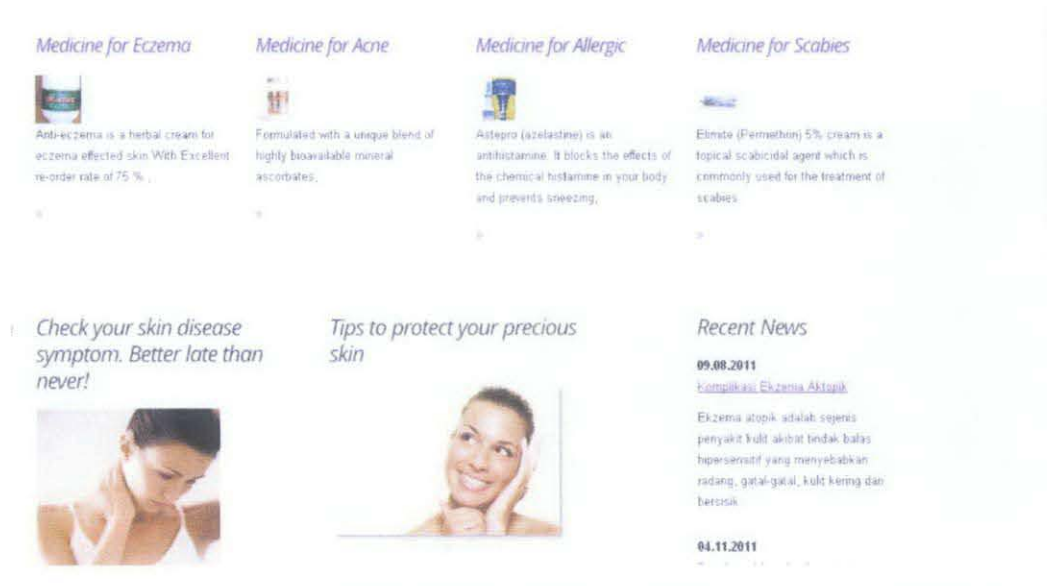 Medicine for Eczema
Anti-eczema is a herbal cream for
eczema effected skin.With Excellent
re-order rate of 75 % .
Medicine for Acne
Formulated with a unique blend of
highly bioavailable mineral
ascorbates,
Medicine for Allergic
Astepro (azelastine) is an
antihistamine. It blocks the effects of
the chemical histamine in your body
and prevents sneezing,
Medicine for Scabies
Elimite (Permethrin) 5% cream is a
topical scabicidal agent which is
commonly used for the treatment of
scabies
Check your skin disease
symptom. Better late than
never!
Tips to protect your precious
skin
Recent News
09.08.2011
Komplikasi Ekzema Aktopik
Ekzema atopik adalah sejenis
penyakit kulit akibat tindak balas
hipersensitif yang menyebabkan
radang, gatal-gatal, kulit kering dan
bersisik
04.11.2011